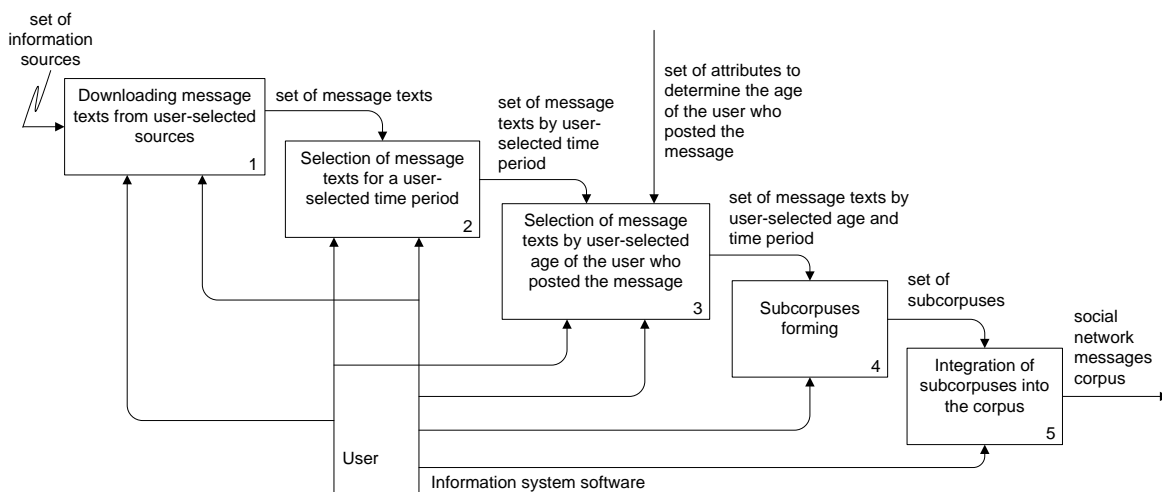 set of
information
sources
Downloading message
texts from user-selected
sources
1
set of message texts
Selection of message
texts for a user-
selected time period
2
set of message
texts by user-
selected time
period
set of attributes to
determine the age
of the user who
posted the
message
Selection of message
texts by user-selected
age of the user who
posted the message
3
set of message texts by
user-selected age and
time period
Subcorpuses
forming
4
set of
subcorpuses
Integration of
subcorpuses into
the corpus
5
social
network
messages
corpus
User
Information system software